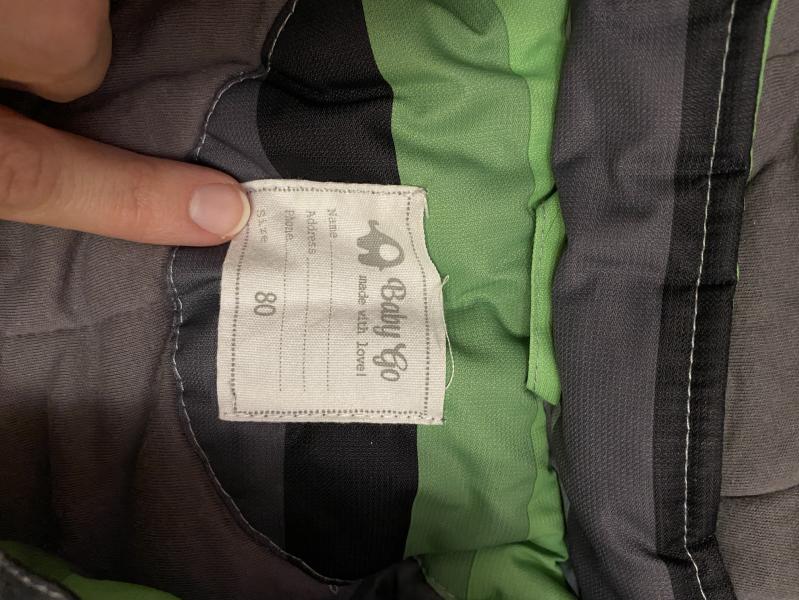 Baby Go
made with love!
Name
Address
Phone
Size 80